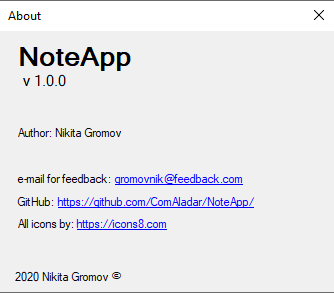 About
NoteApp
v 1.0.0
Author: Nikita Gromov
e-mail for feedback: gromovnik@feedback.com
GitHub: https://github.com/ComAladar/NoteApp/
All icons by: https://icons8.com
2020 Nikita Gromov ©